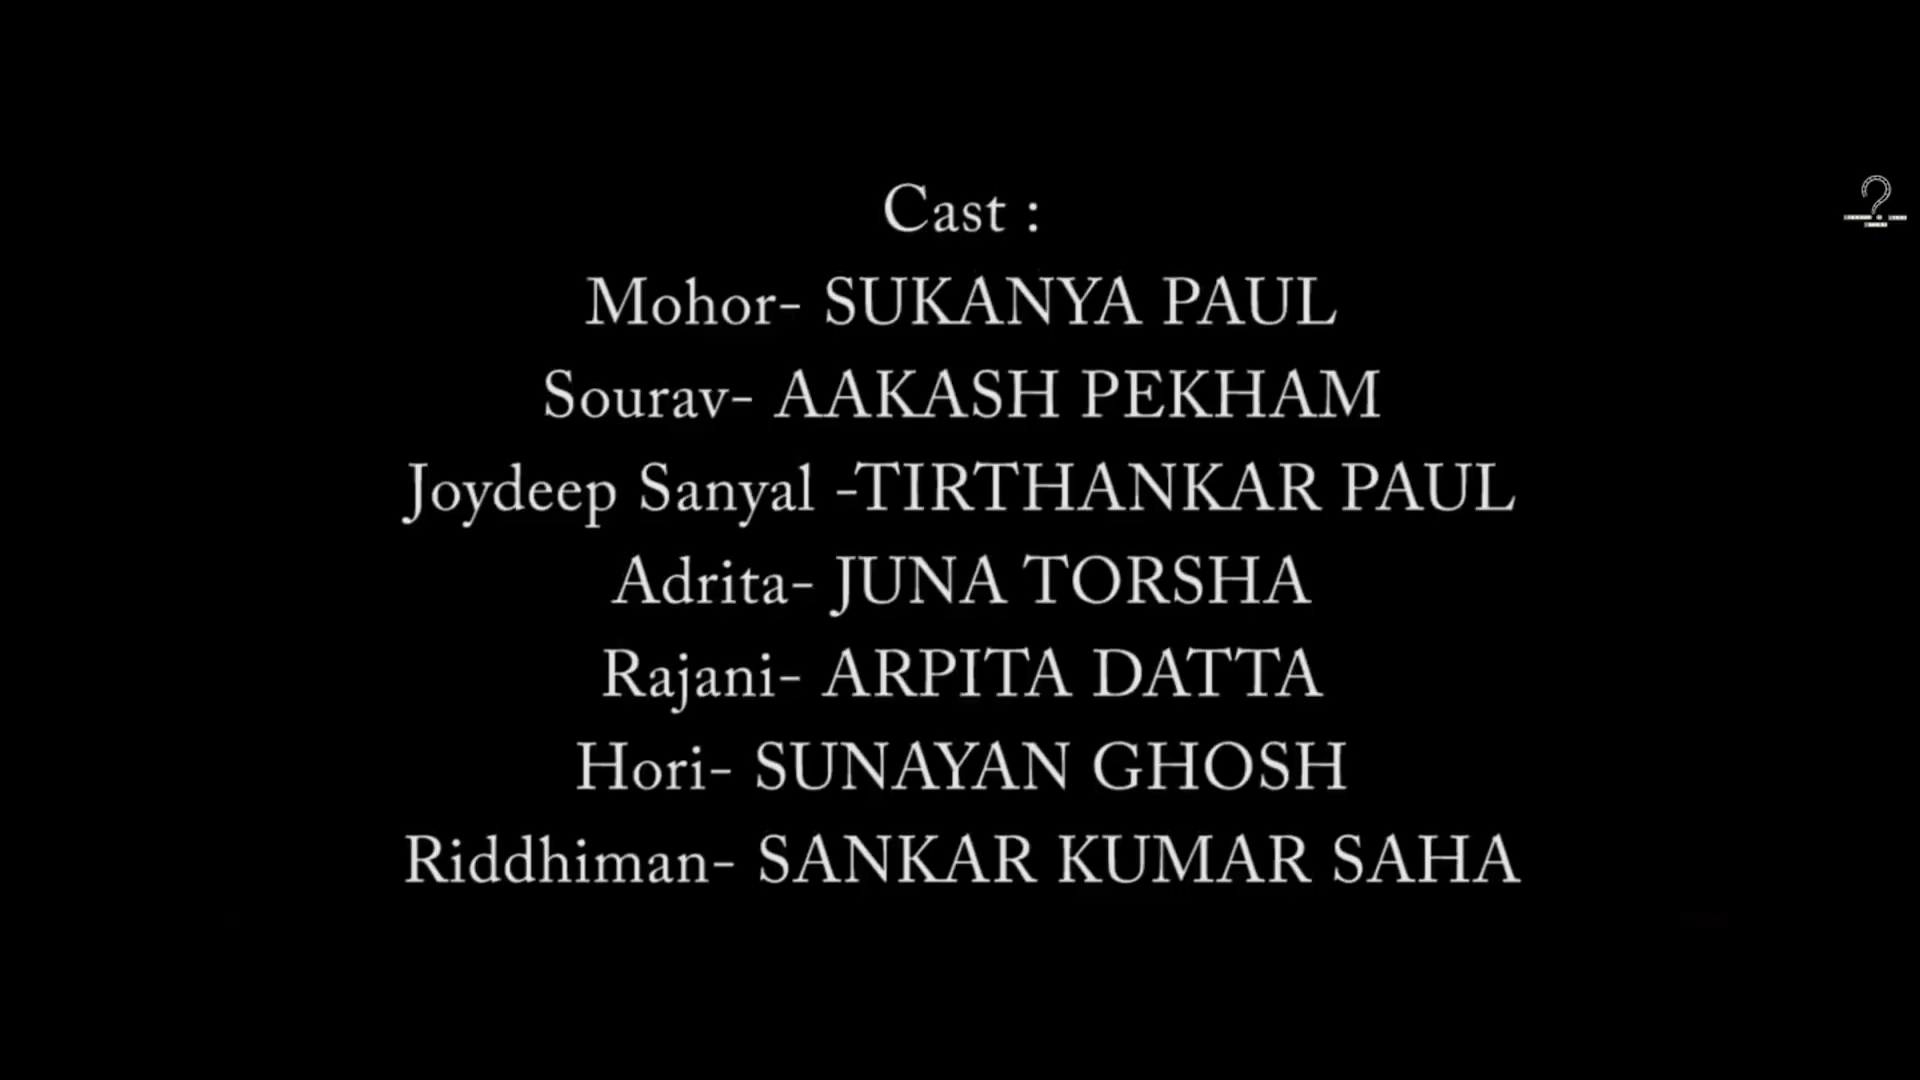 Cast :
Mohor- SUKANYA PAUL
Sourav- AAKASH PEKHAM
Joydeep Sanyal -TIRTHANKAR PAUL
Adrita- JUNA TORSHA
Rajani- ARPITA DATTA
Hori- SUNAYAN GHOSH
Riddhiman- SANKAR KUMAR SAHA